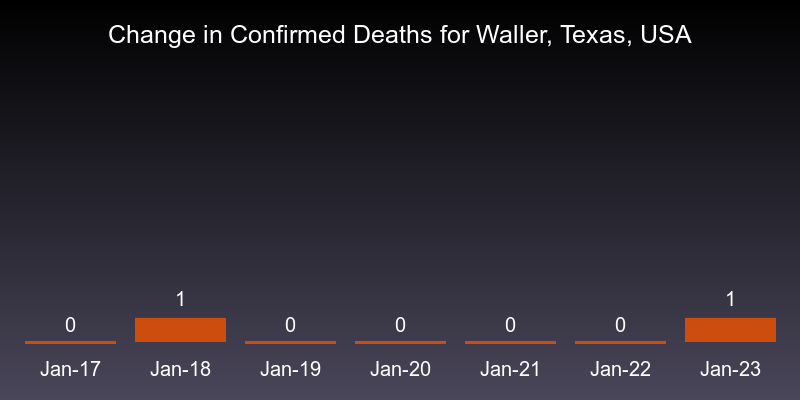 Change in Confirmed Deaths for Waller, Texas, USA
0 1 0 0 0 0 1
Jan-17 Jan-18 Jan-19 Jan-20 Jan-21 Jan-22 Jan-23